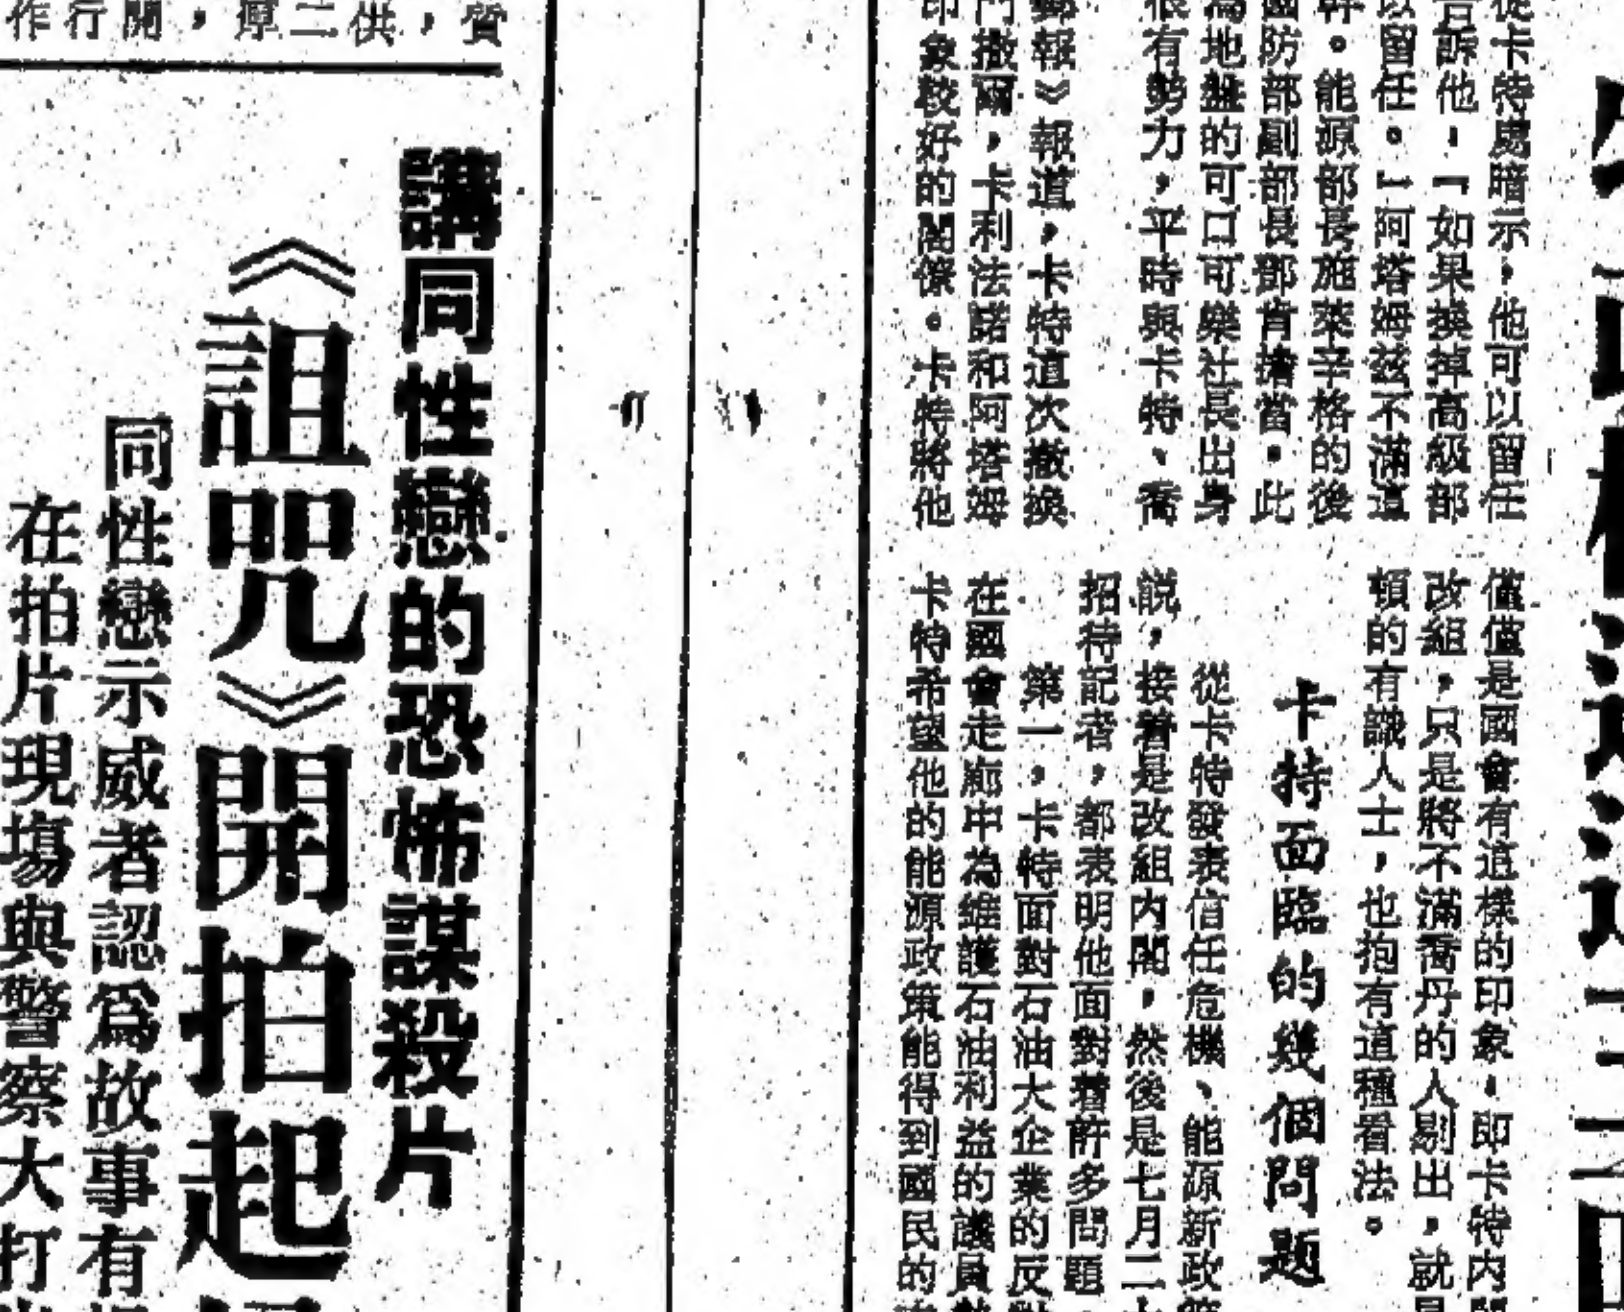 從卡特處暗示，他可以留任
告訴他，「如果換掉高級部
以留任。」阿塔姆茲不滿道
幹。能源部長施萊辛格的後
國防部副部長鄧肯擔當。此
為地盤的可口可樂社長出身
很有勢力，平時與卡特、喬
郵報》報道，卡特這次撤換
門撒爾，卡利法諾和阿塔姆
印象較好的閣僚。卡特將他
僅僅是國會有這樣的印象，即卡特內
改組，只是將不滿喬丹的人剔出，就
頓的有識人士，也抱有這種看法。
卡特面臨的幾個問題
從卡特發表信任危機、能源新政策
說，接着是改組內閣，然後是七月二
招待記者，都表明他面對着許多問題
第一，卡特面對石油大企業的反
在國會走廊中為維護石油利益的議員
卡特希望他的能源政策能得到國民的
質，供二原，開行作
講同性戀的恐怖謀殺片
《詛咒》開拍起
同性戀示威者認爲故事有
在拍片現場與警察大打